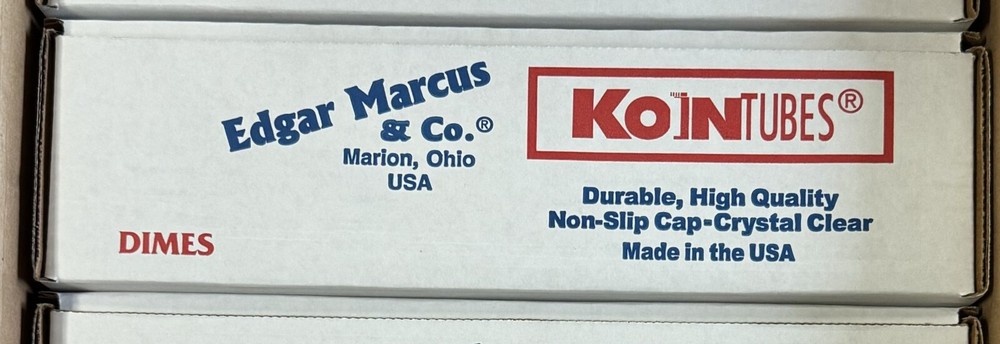 Edgar Marcus
& Co.®
Marion, Ohio
USA
DIMES
KOINTUBES®
Durable, High Quality
Non-Slip Cap-Crystal Clear
Made in the USA